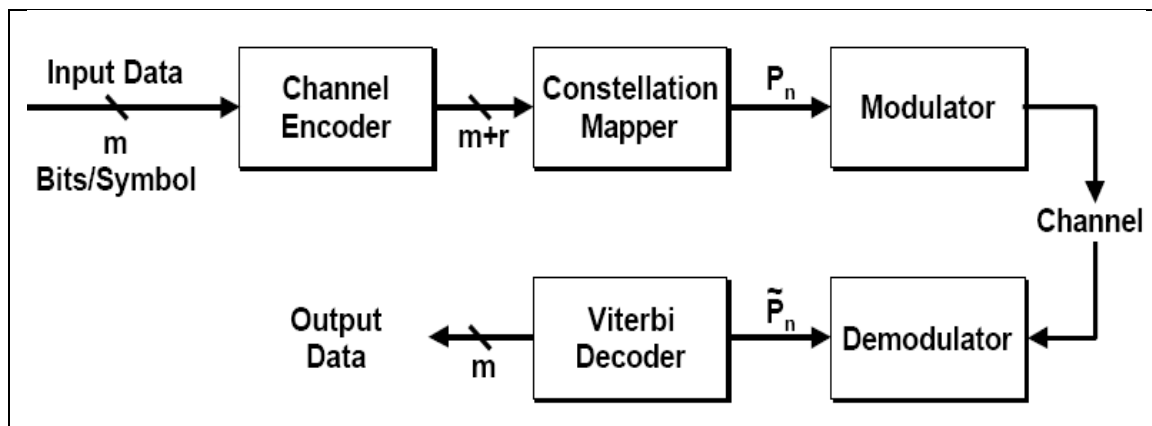 Input Data
m
Bits/Symbol
Channel
Encoder
m+r
Constellation
Mapper
Pₙ
Modulator
Channel
Output
Data
m
Viterbi
Decoder
P̃ₙ
Demodulator